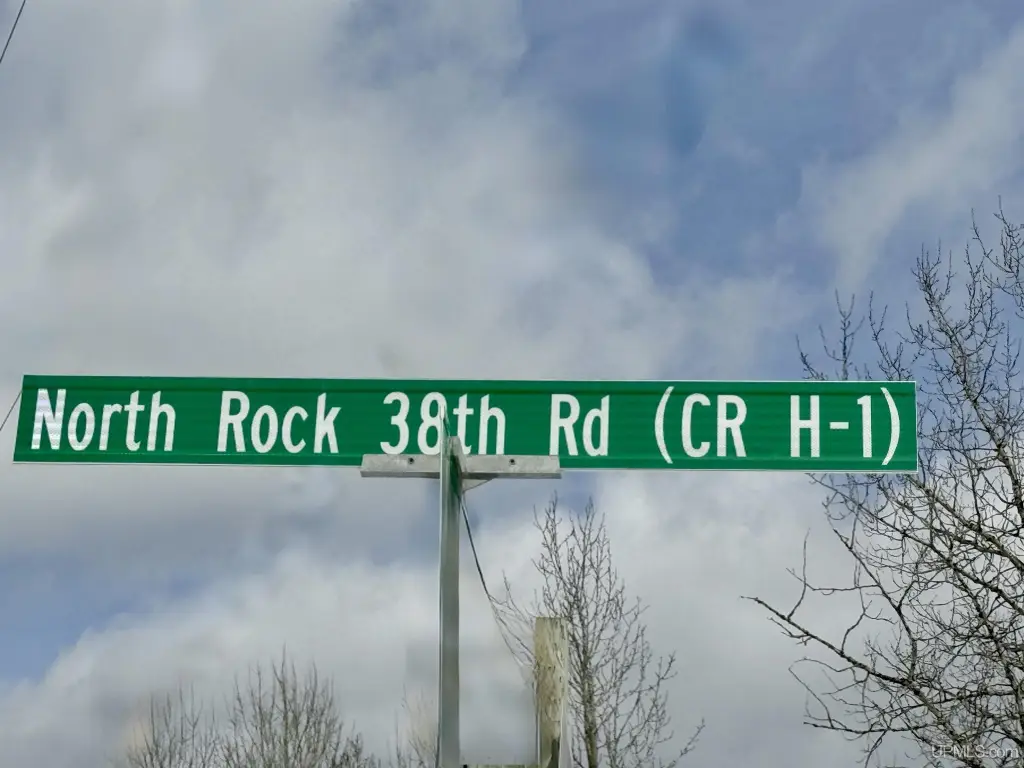 North Rock 38th Rd (CR H-1)
UPMLS.com